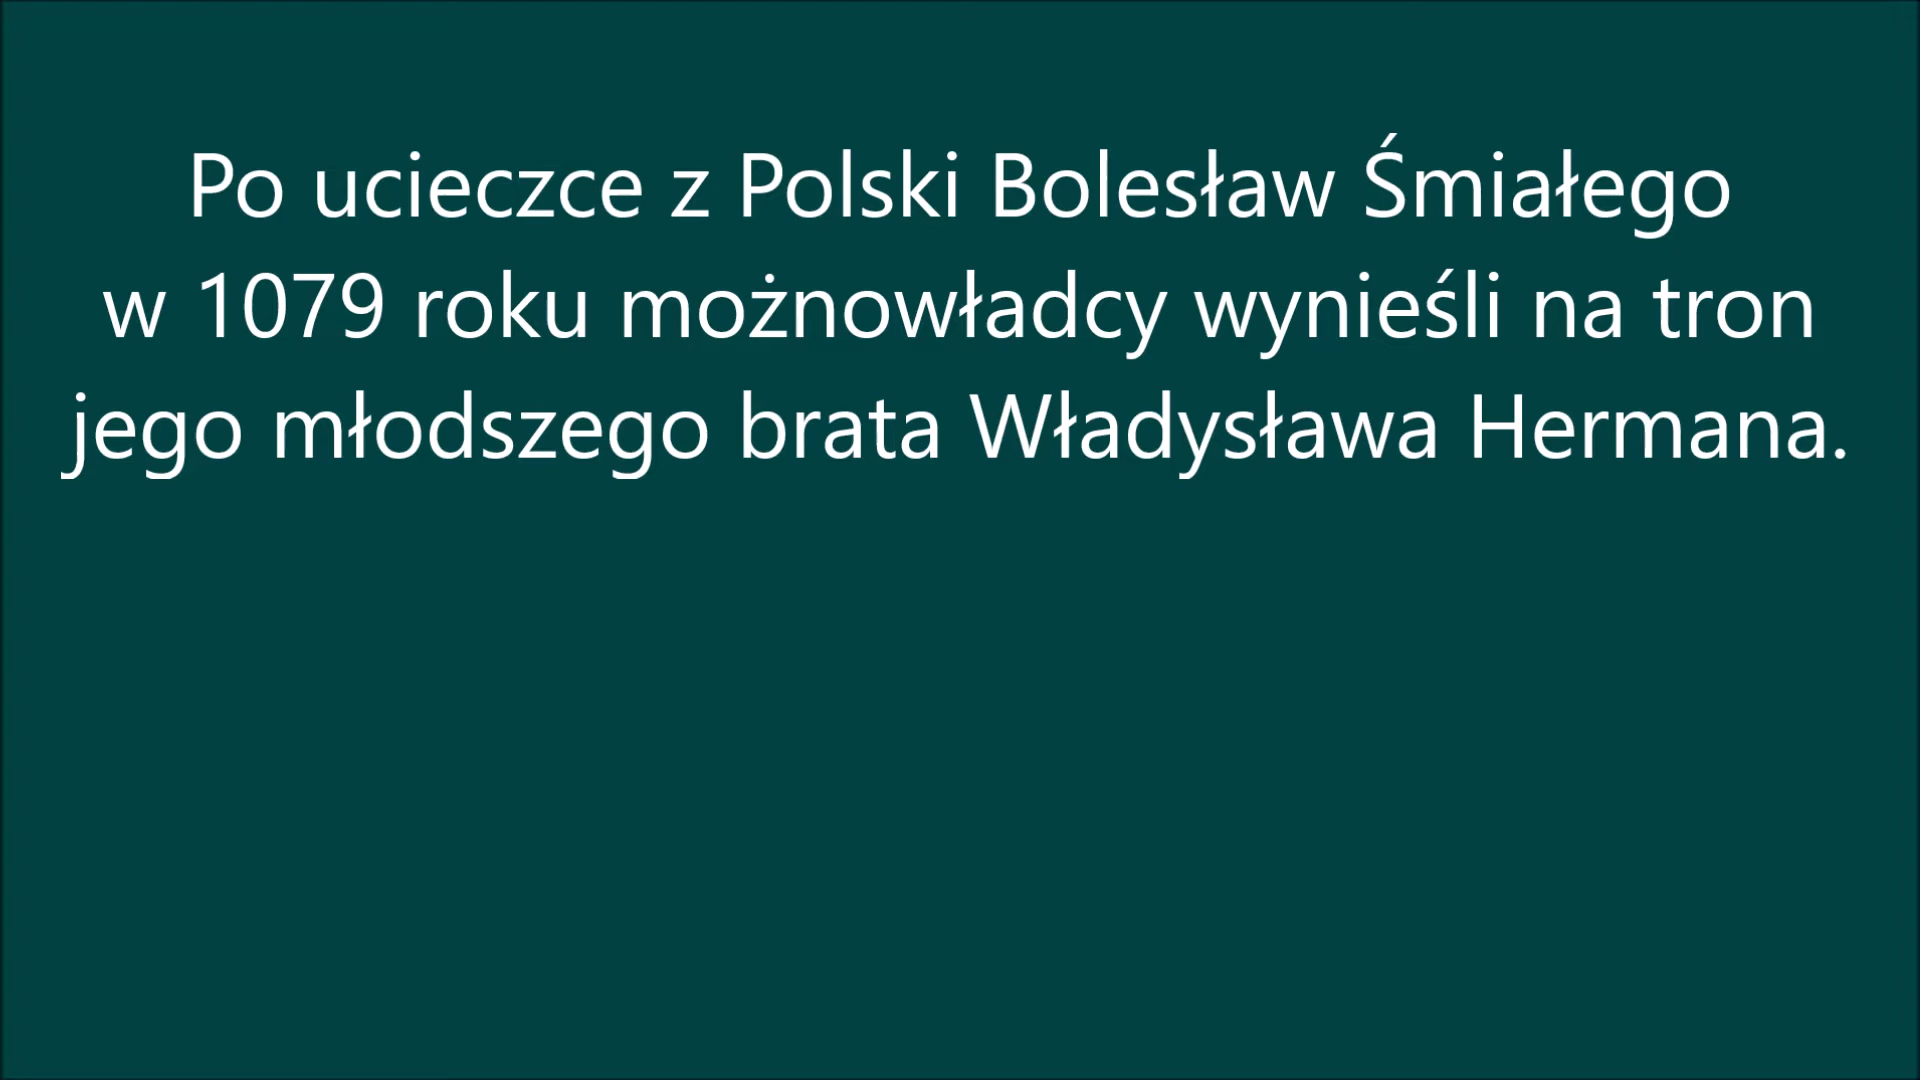 Po ucieczce z Polski Bolesław Śmiałego
w 1079 roku możnowładcy wynieśli na tron
jego młodszego brata Władysława Hermana.